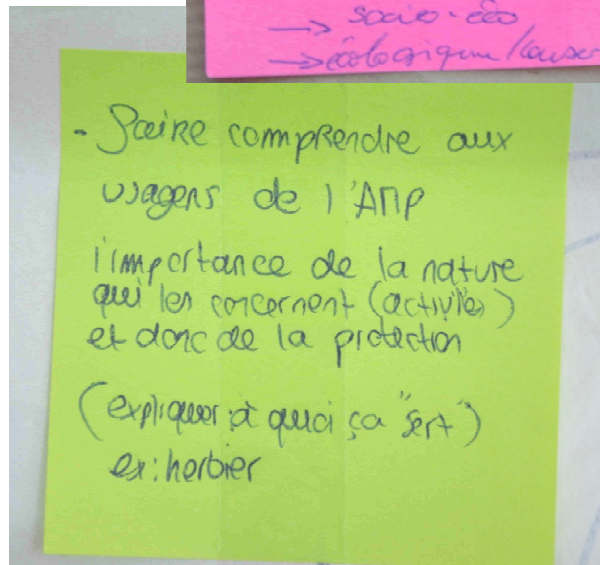 → socio-éco
→ écologique /
- Faire comprendre aux
usagers de l'AMP
l'importance de la nature
qui les concernent (activités)
et donc de la protection
(expliquer à quoi ça "sert")
ex: herbier